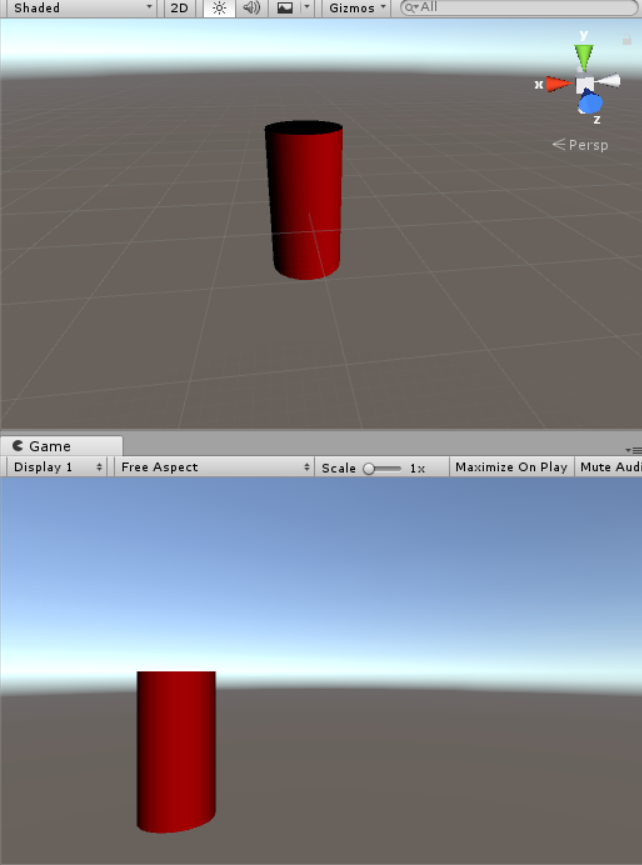 Shaded 2D Gizmos All
y
x
z
Persp
Game
Display 1 Free Aspect Scale 1x Maximize On Play Mute Audi